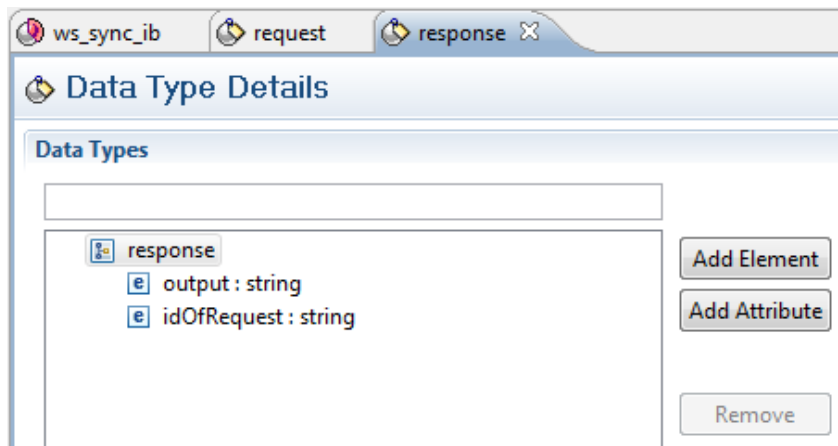 ws_sync_ib request response
Data Type Details
Data Types
response
output : string
idOfRequest : string
Add Element
Add Attribute
Remove